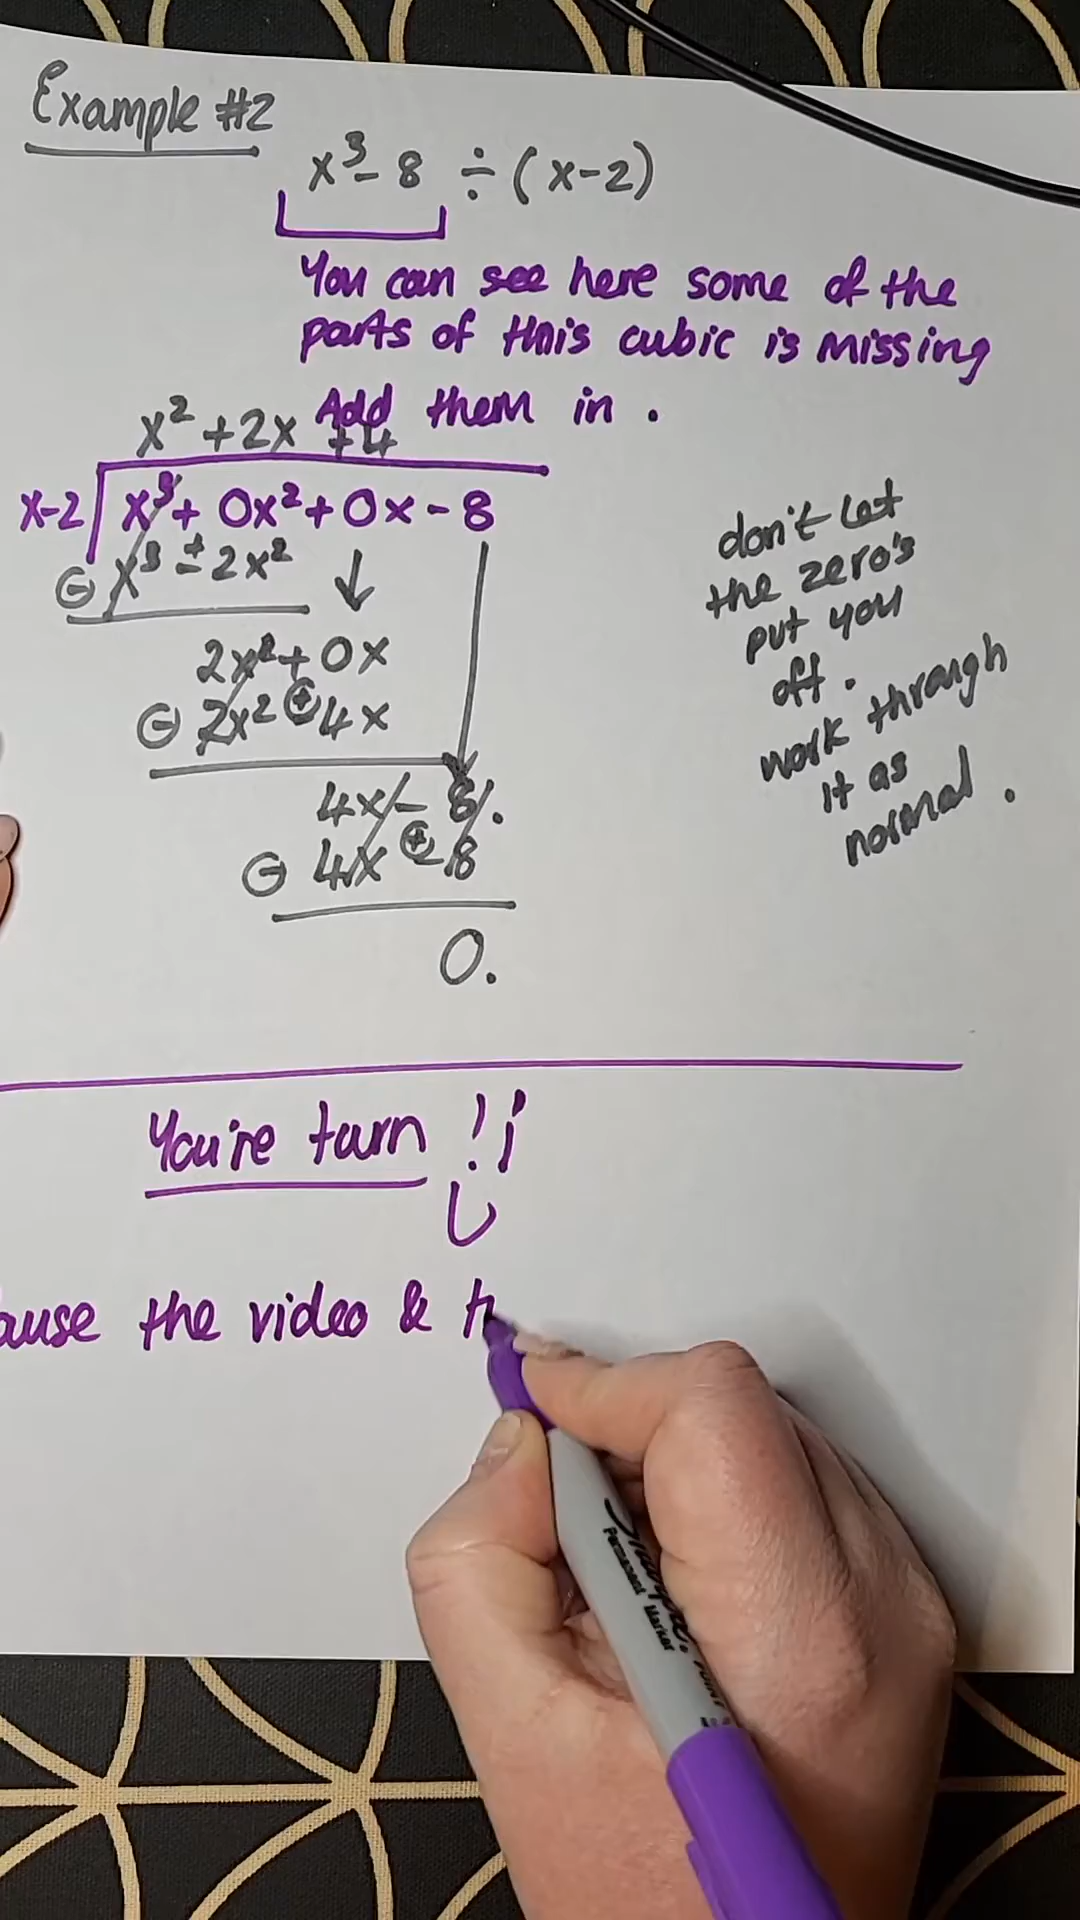 Example #2
x³ - 8 ÷ (x-2)
You can see here some of the
parts of this cubic is missing
Add them in .
x² + 2x + 4
x-2 x³ + 0x² + 0x - 8
⊖ x³ ∓ 2x²
2x² + 0x
⊖ 2x² ⊕ 4x
4x - 8.
⊖ 4x ⊕ 8
0.
don't let
the zero's
put you
off.
work through
it as
normal .
You're turn !¡
ause the video &
Sharpie.
Permanent Marker